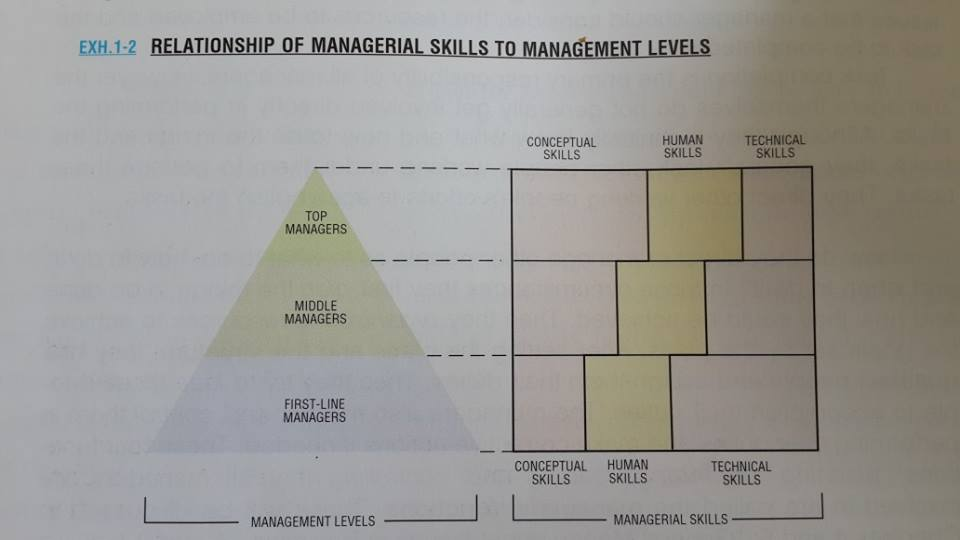 EXH.1-2 RELATIONSHIP OF MANAGERIAL SKILLS TO MANAGEMENT LEVELS
CONCEPTUAL
SKILLS
HUMAN
SKILLS
TECHNICAL
SKILLS
TOP
MANAGERS
MIDDLE
MANAGERS
FIRST-LINE
MANAGERS
CONCEPTUAL
SKILLS
HUMAN
SKILLS
TECHNICAL
SKILLS
MANAGEMENT LEVELS
MANAGERIAL SKILLS